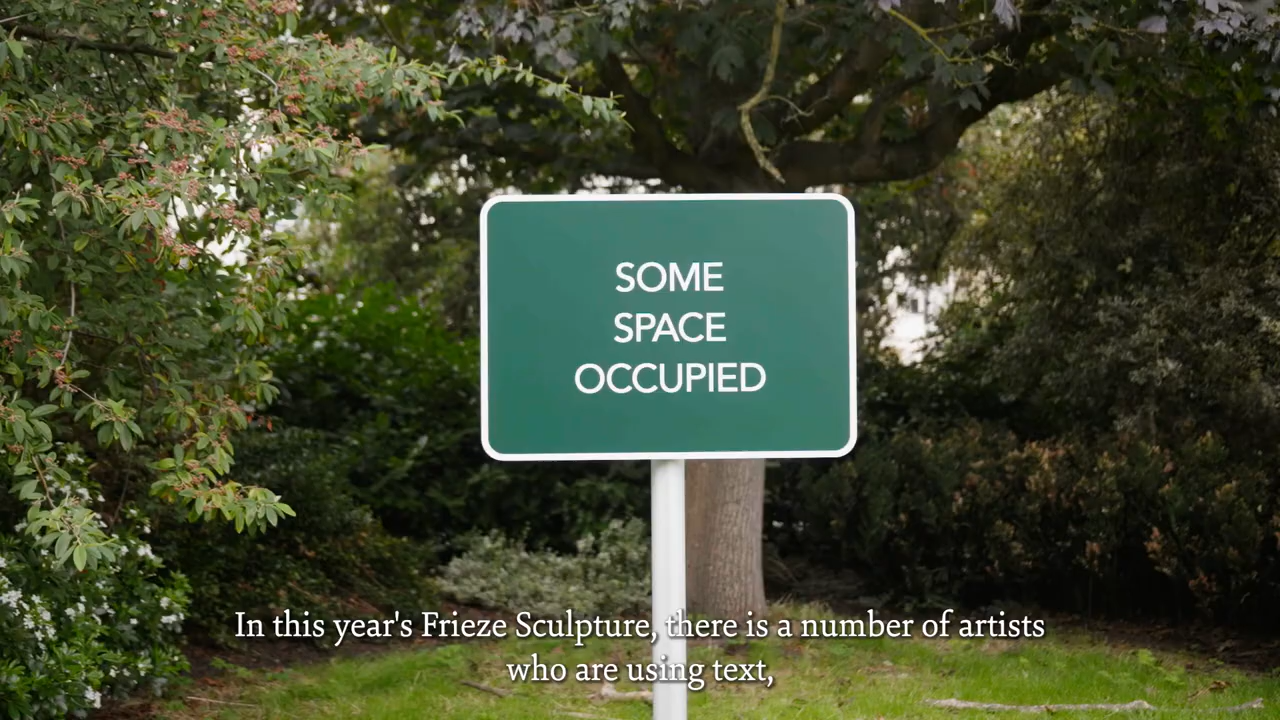 SOME
SPACE
OCCUPIED
In this year's Frieze Sculpture, there is a number of artists
who are using text,